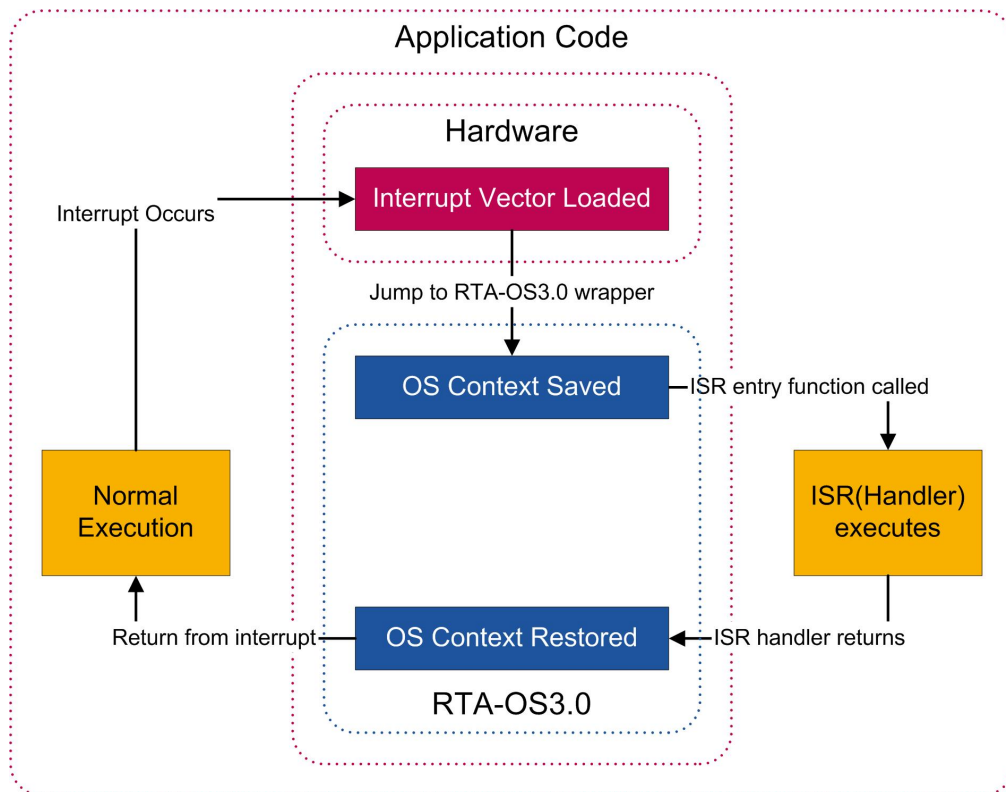 Application Code
Hardware
Interrupt Vector Loaded
Interrupt Occurs
Jump to RTA-OS3.0 wrapper
OS Context Saved
ISR entry function called
Normal
Execution
ISR(Handler)
executes
Return from interrupt
OS Context Restored
ISR handler returns
RTA-OS3.0